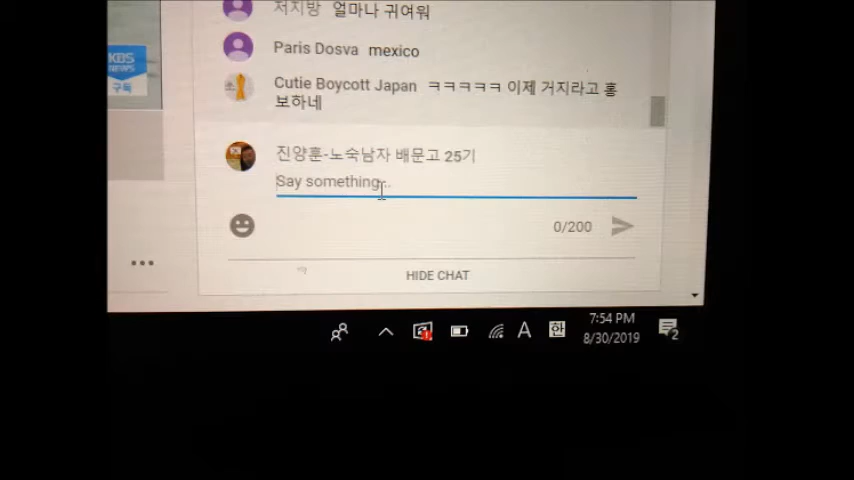 저지방 얼마나 귀여워
KBS
NEWS
구독
Paris Dosva mexico
Cutie Boycott Japan ㅋㅋㅋㅋㅋ 이제 거지라고 홍
보하네
진양훈-노숙남자 배문고 25기
Say something...
0/200
HIDE CHAT
A 한 7:54 PM
8/30/2019
2